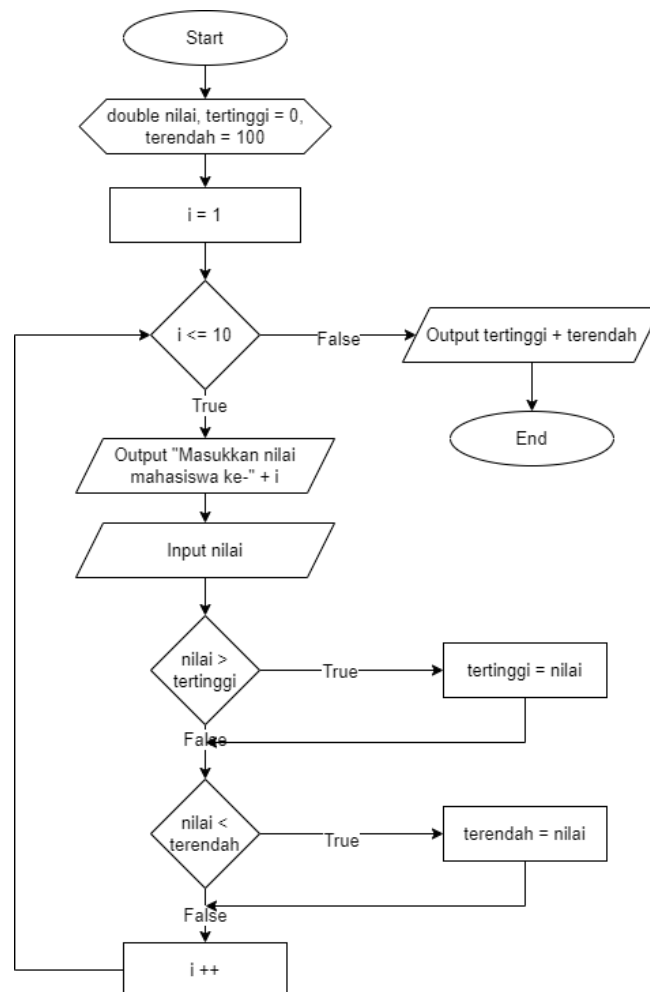 Start
double nilai, tertinggi = 0,
terendah = 100
i = 1
i <= 10
False
Output tertinggi + terendah
True
End
Output "Masukkan nilai
mahasiswa ke-" + i
Input nilai
nilai >
tertinggi
True
tertinggi = nilai
False
nilai <
terendah
True
terendah = nilai
False
i ++